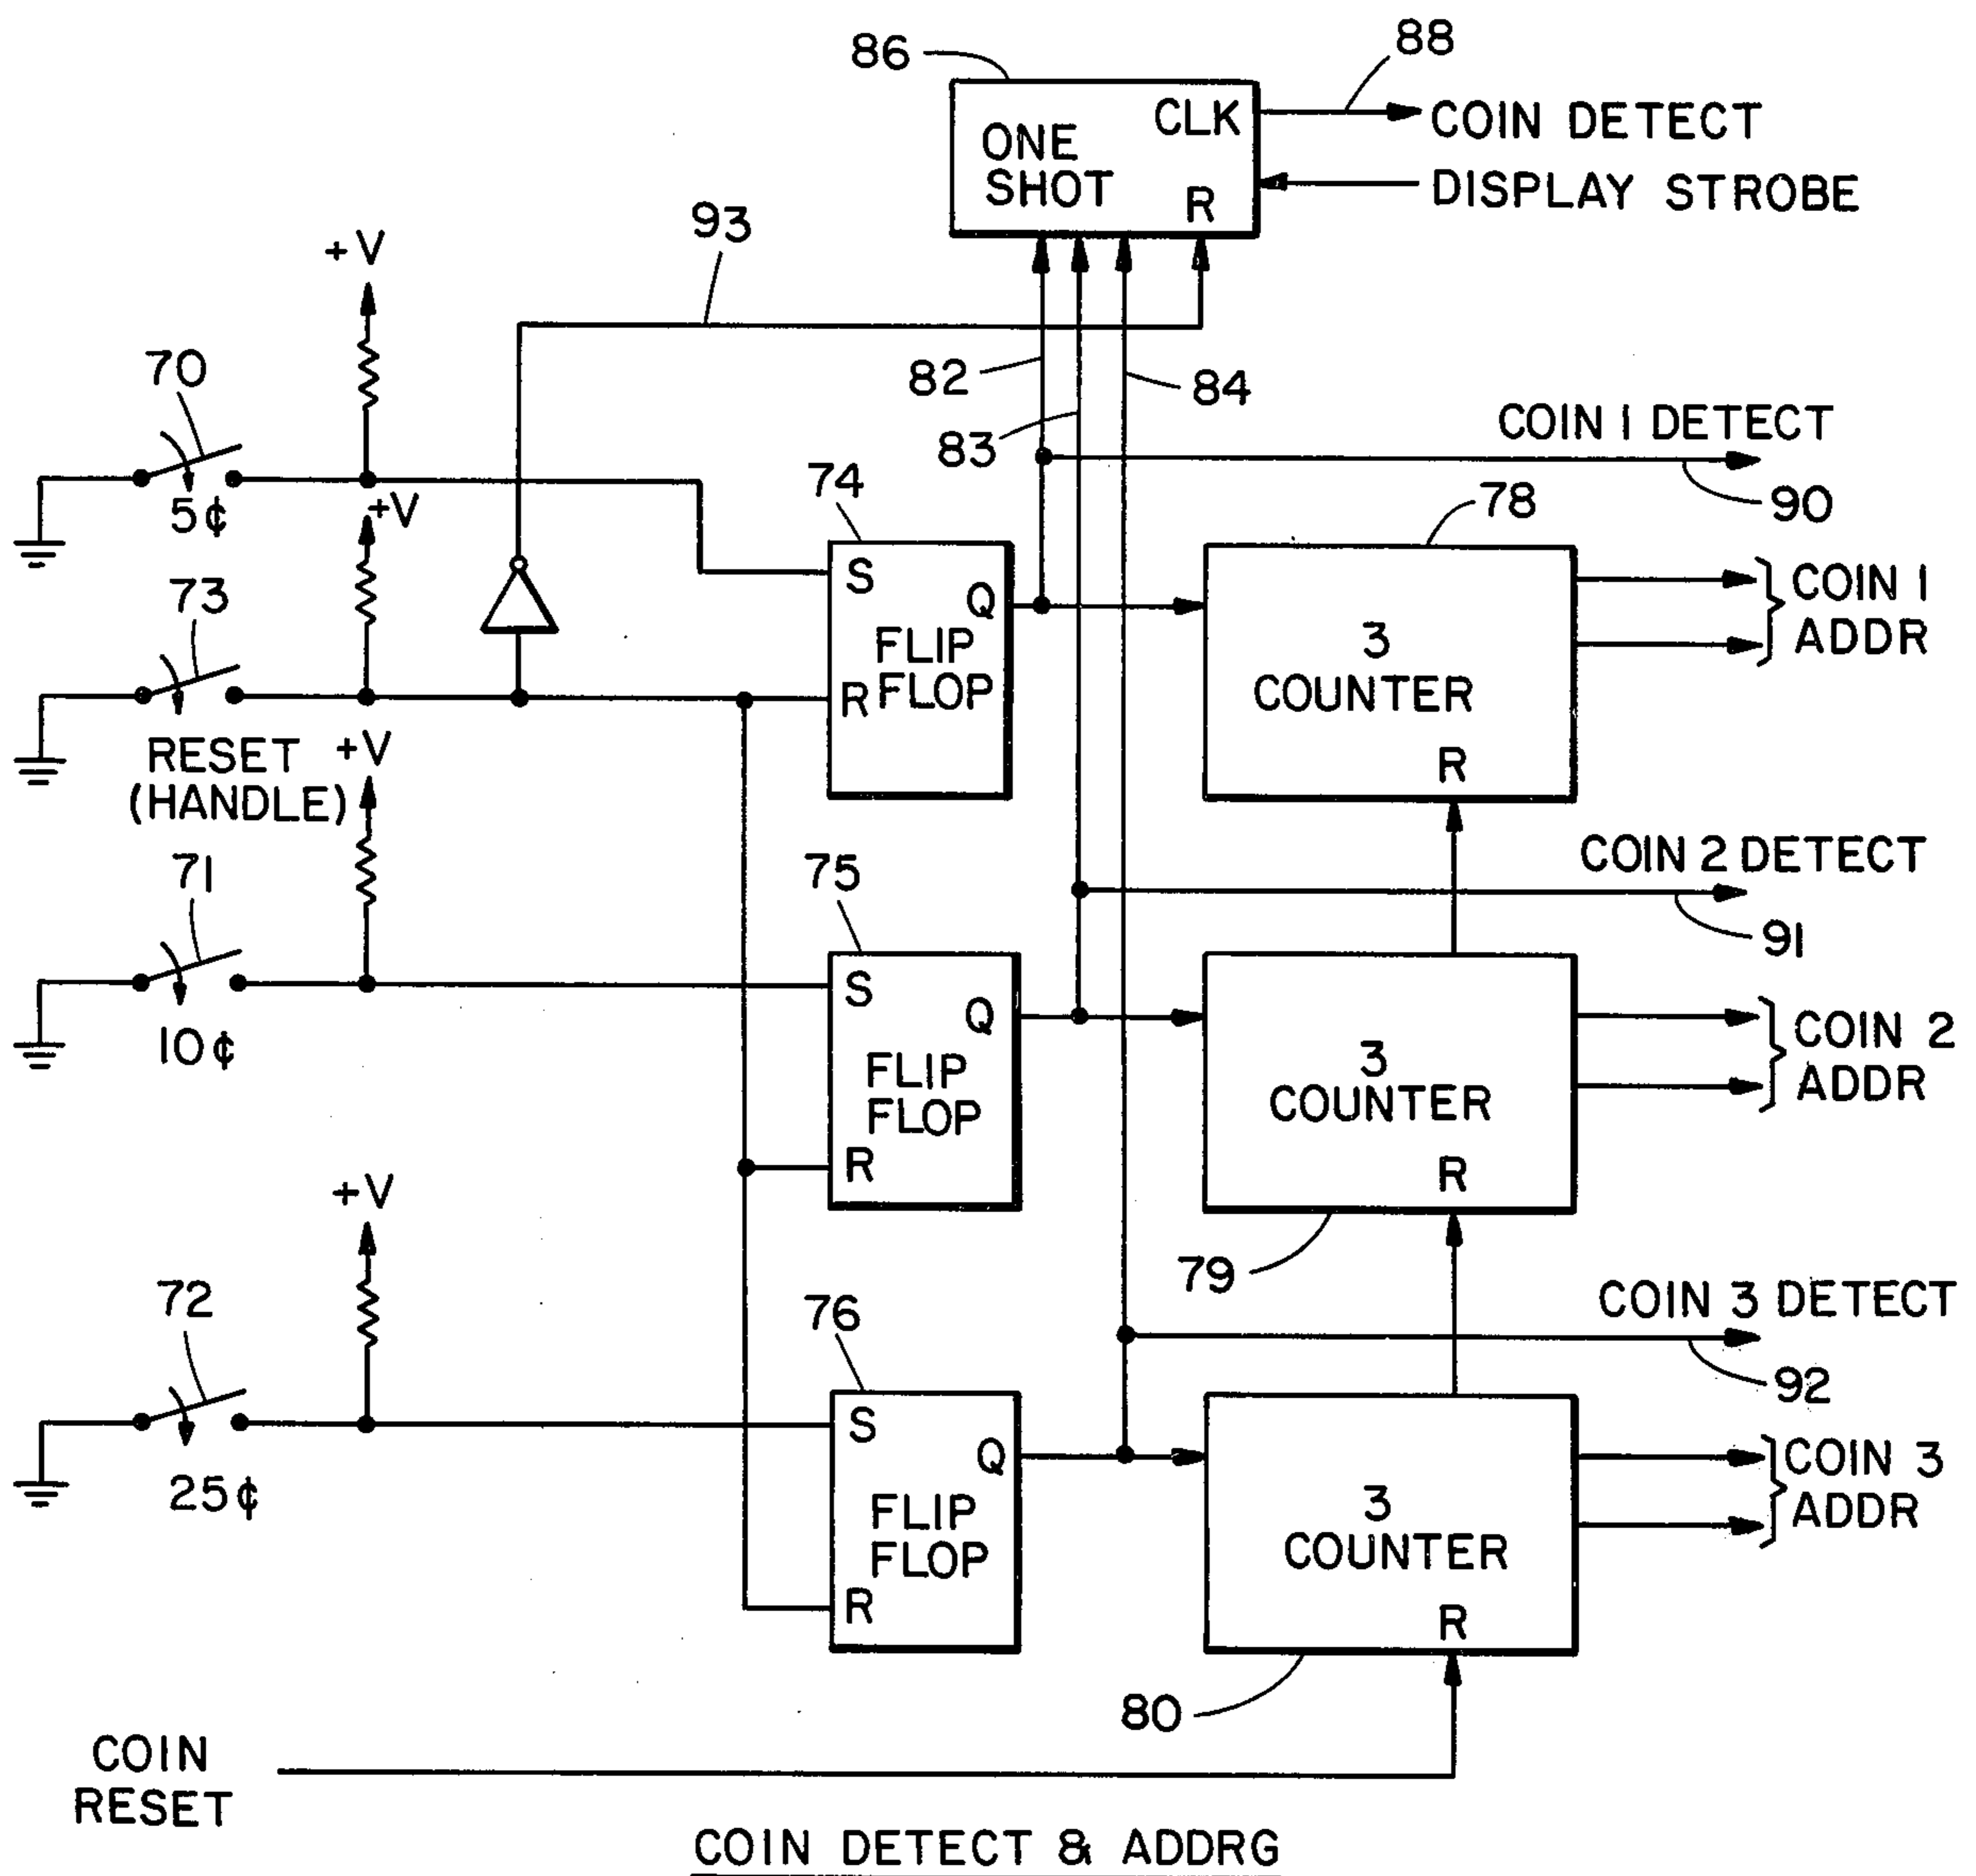 86
88
CLK
COIN DETECT
ONE
SHOT
DISPLAY STROBE
R
93
+V
70
82
84
COIN 1 DETECT
83
5¢
+V
74
78
90
73
S
Q
COIN 1
ADDR
FLIP
FLOP
3
COUNTER
R
R
RESET
(HANDLE)
+V
71
75
COIN 2 DETECT
91
S
Q
10¢
COIN 2
ADDR
FLIP
FLOP
3
COUNTER
R
R
+V
79
72
76
COIN 3 DETECT
92
S
Q
25¢
COIN 3
ADDR
FLIP
FLOP
3
COUNTER
R
R
80
COIN
RESET
COIN DETECT & ADDRG